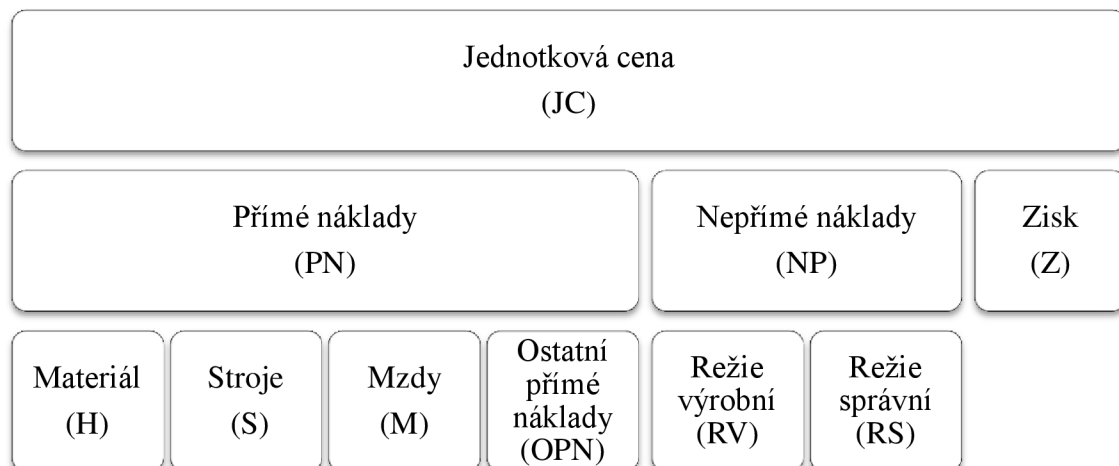 Jednotková cena
(JC)
Přímé náklady
(PN)
Nepřímé náklady
(NP)
Zisk
(Z)
Materiál
(H)
Stroje
(S)
Mzdy
(M)
Ostatní
přímé
náklady
(OPN)
Režie
výrobní
(RV)
Režie
správní
(RS)